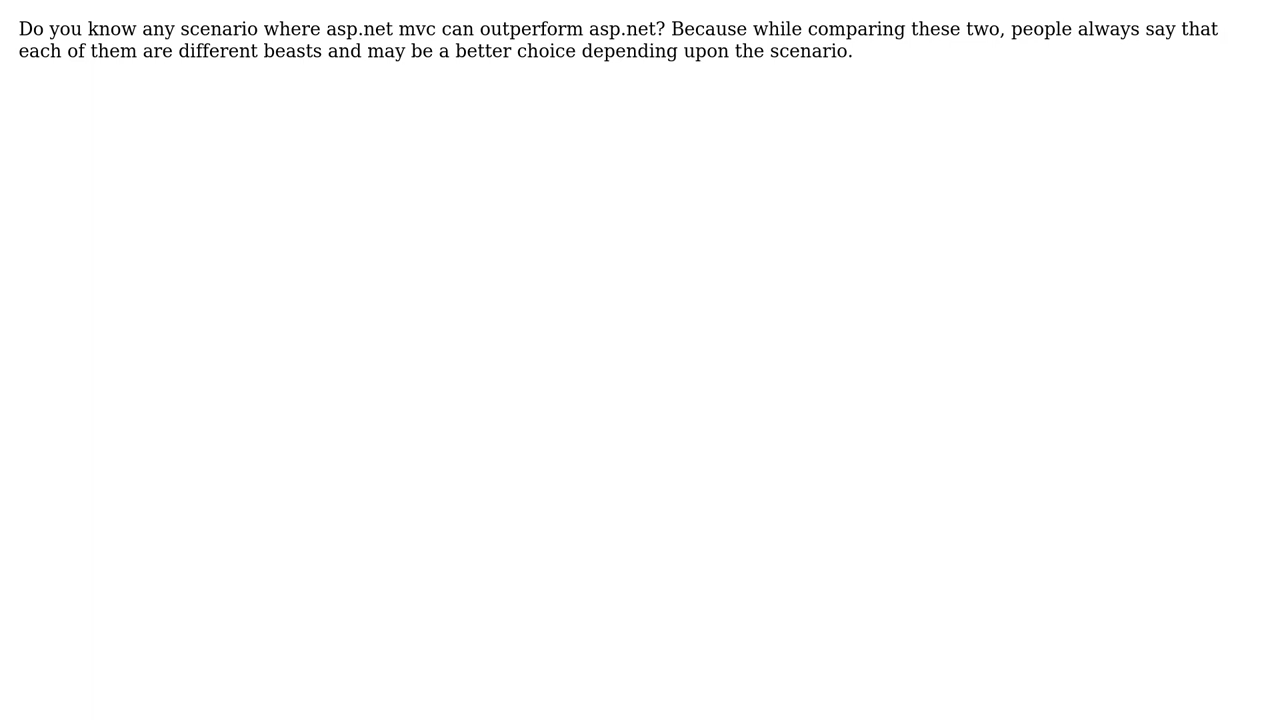 Do you know any scenario where asp.net mvc can outperform asp.net? Because while comparing these two, people always say that
each of them are different beasts and may be a better choice depending upon the scenario.